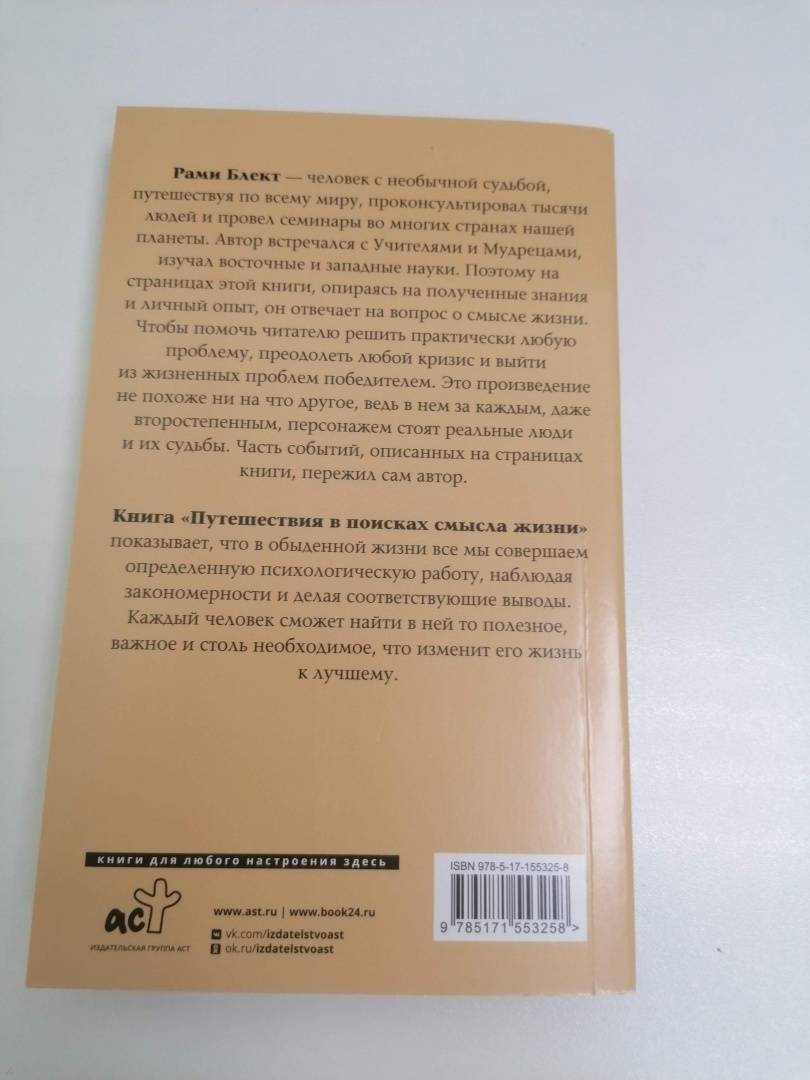 Рами Блект — человек с необычной судьбой,
путешествуя по всему миру, проконсультировал тысячи
людей и провел семинары во многих странах нашей
планеты. Автор встречался с Учителями и Мудрецами,
изучал восточные и западные науки. Поэтому на
страницах этой книги, опираясь на полученные знания
и личный опыт, он отвечает на вопрос о смысле жизни.
Чтобы помочь читателю решить практически любую
проблему, преодолеть любой кризис и выйти
из жизненных проблем победителем. Это произведение
не похоже ни на что другое, ведь в нем за каждым, даже
второстепенным, персонажем стоят реальные люди
и их судьбы. Часть событий, описанных на страницах
книги, пережил сам автор.
Книга «Путешествия в поисках смысла жизни»
показывает, что в обыденной жизни все мы совершаем
определенную психологическую работу, наблюдая
закономерности и делая соответствующие выводы.
Каждый человек сможет найти в ней то полезное,
важное и столь необходимое, что изменит его жизнь
к лучшему.
книги для любого настроения здесь
аст
ИЗДАТЕЛЬСКАЯ ГРУППА АСТ
www.ast.ru | www.book24.ru
vk.com/izdatelstvoast
ok.ru/izdatelstvoast
ISBN 978-5-17-155325-8
9 785171 553258 >